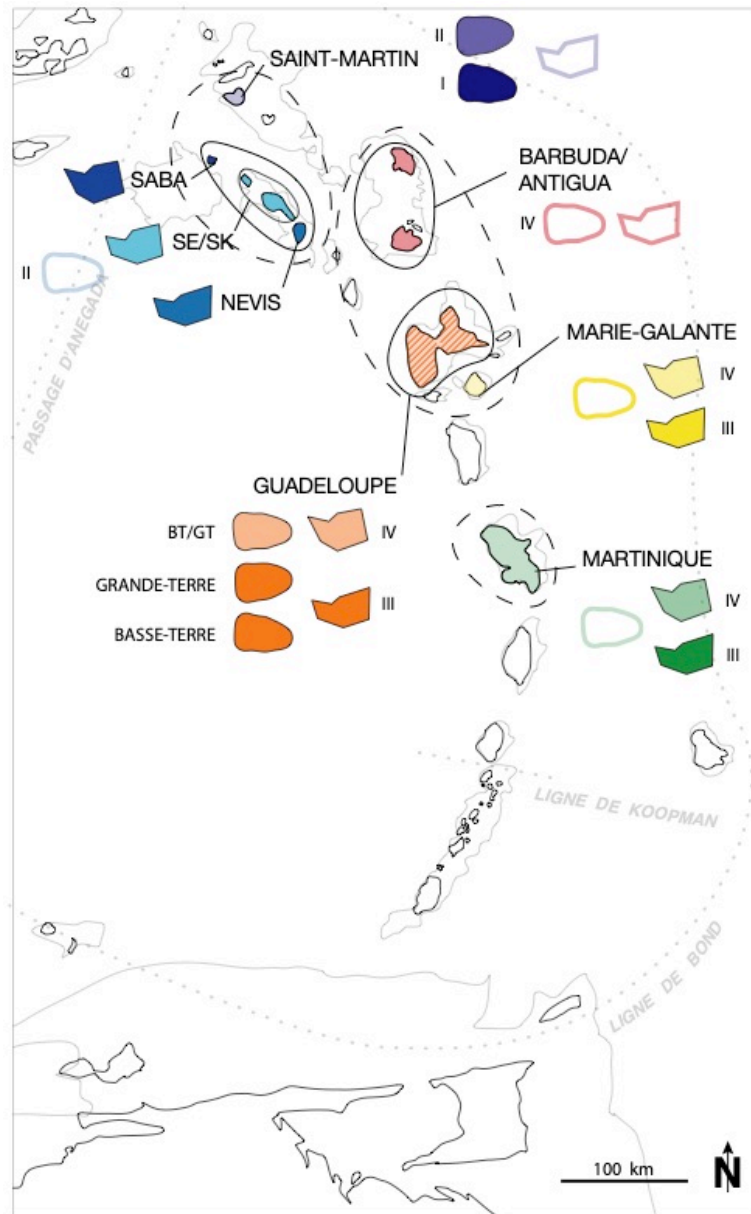 II
SAINT-MARTIN
I
SABA
BARBUDA/
ANTIGUA
IV
SE/SK
II
NEVIS
PASSAGE D'ANEGADA
MARIE-GALANTE
IV
III
GUADELOUPE
BT/GT
IV
MARTINIQUE
GRANDE-TERRE
III
IV
BASSE-TERRE
III
LIGNE DE KOOPMAN
LIGNE DE BOND
100 km
N